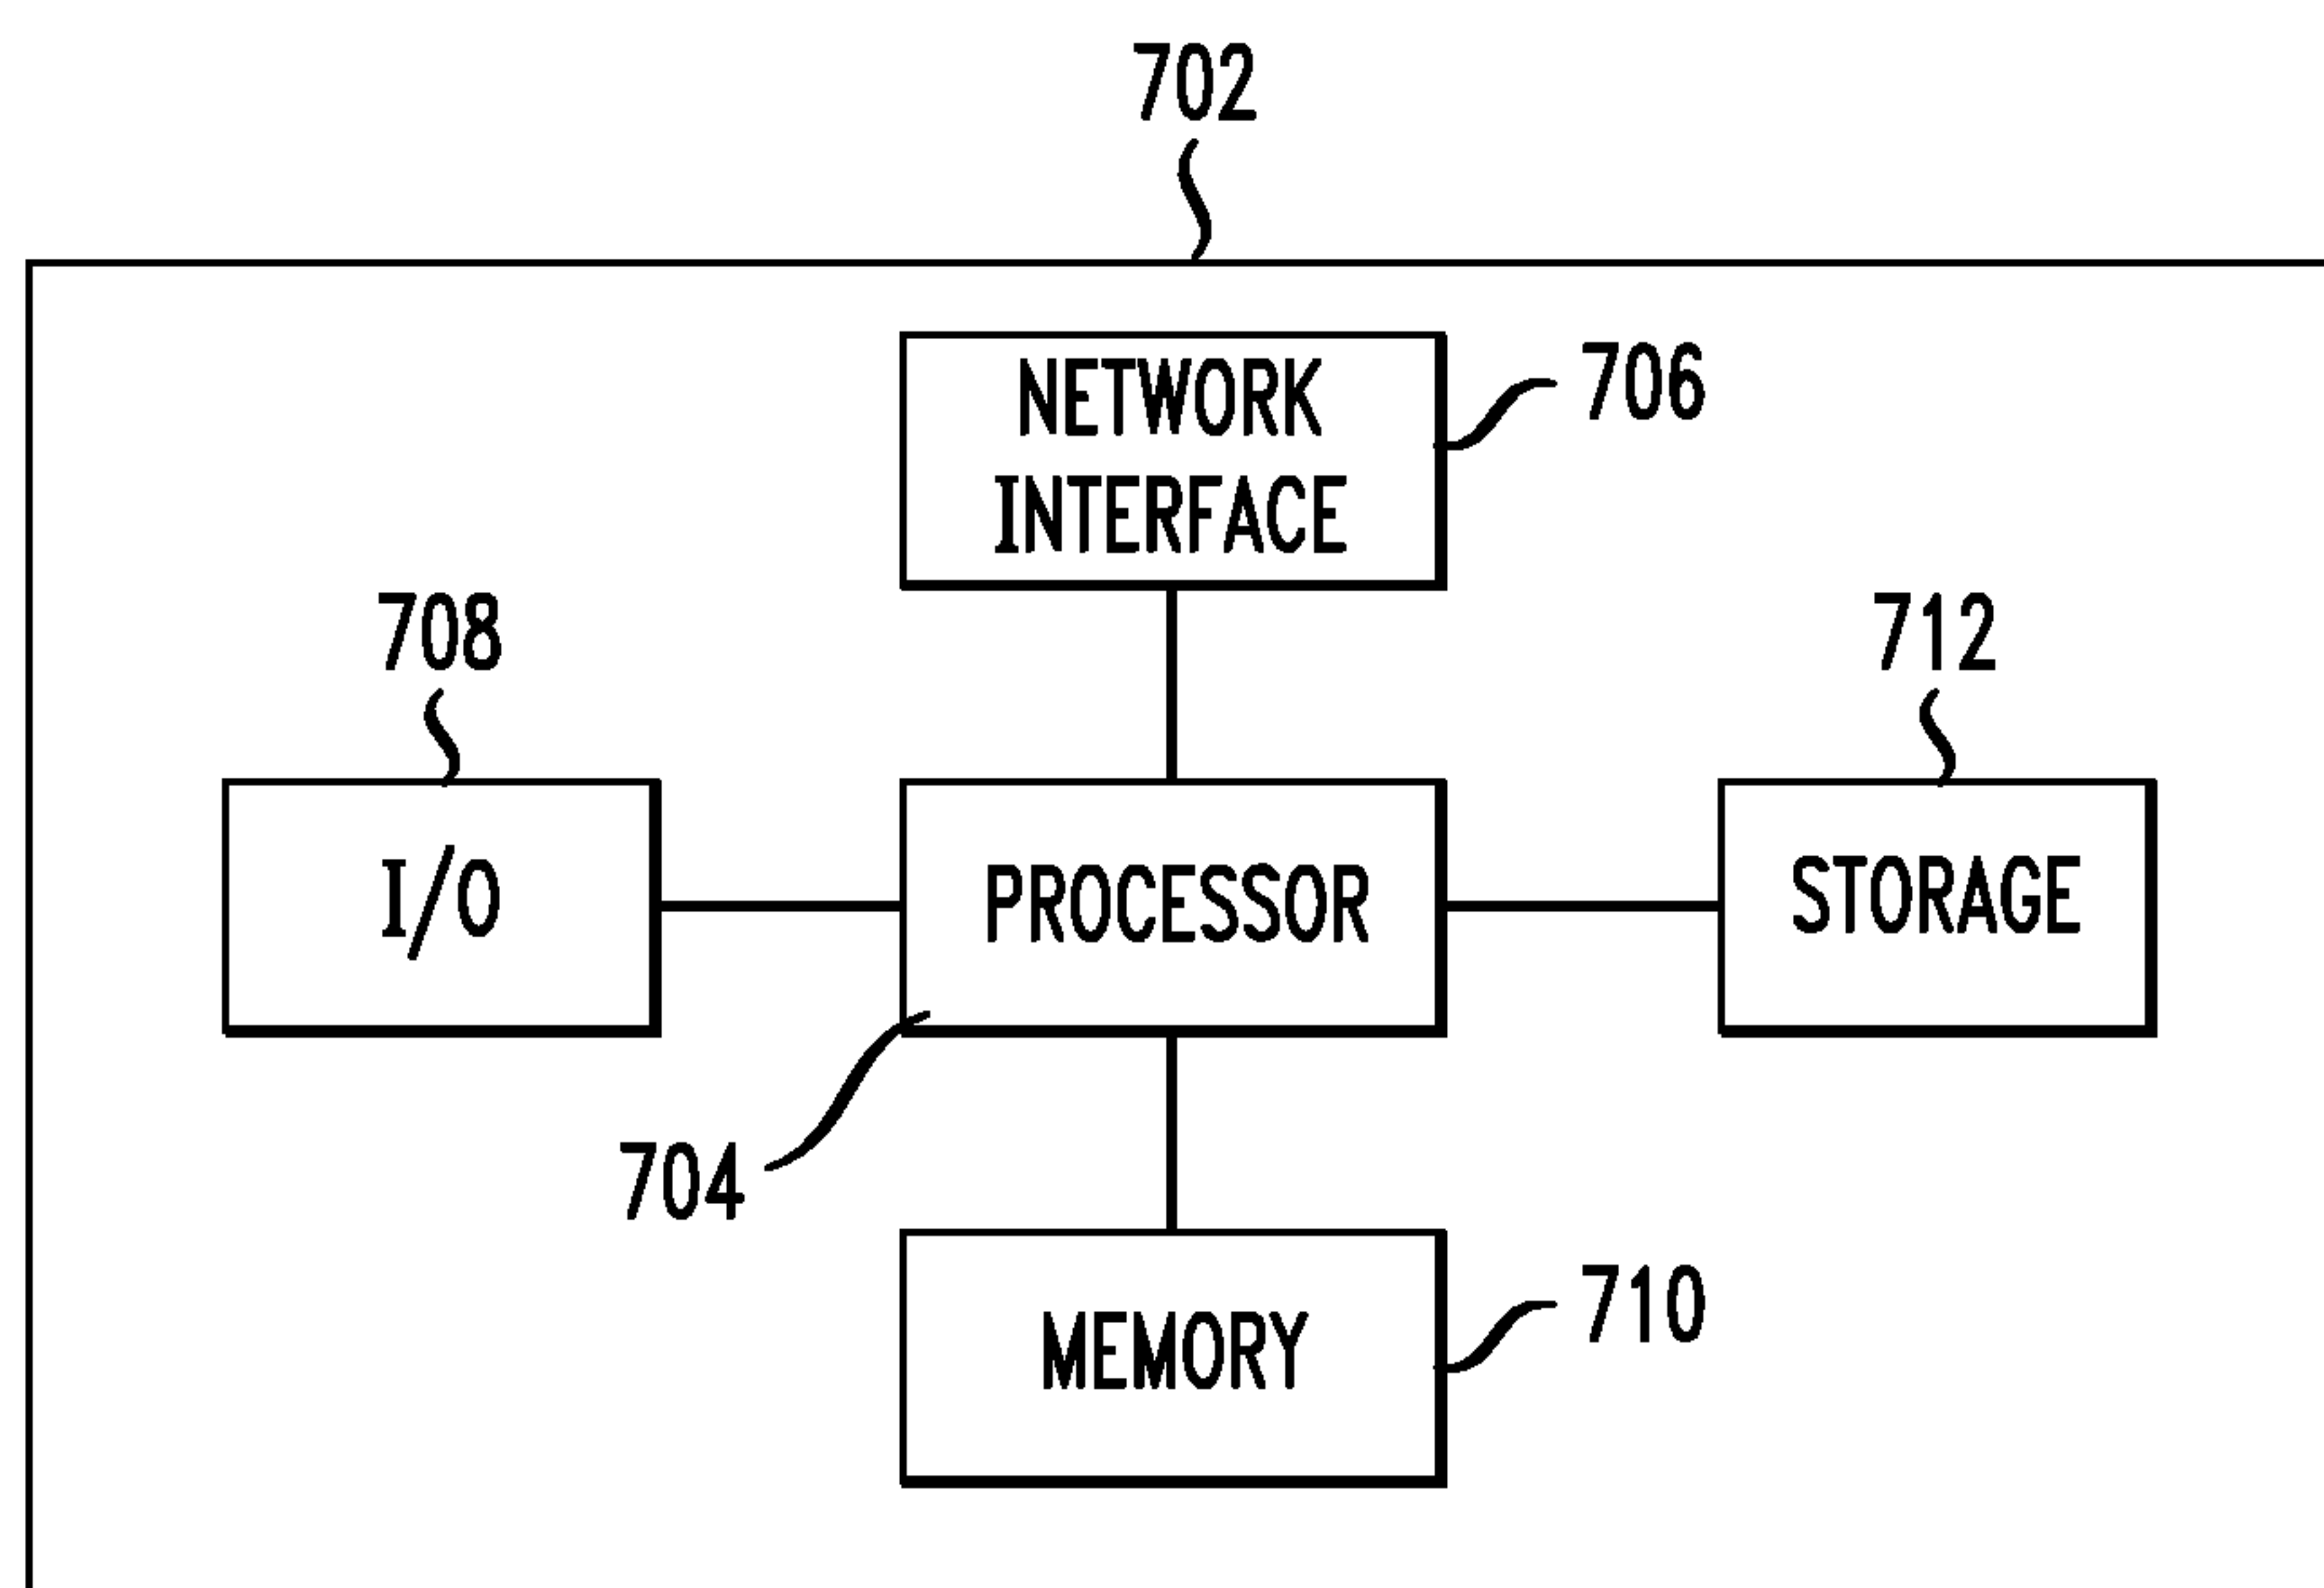 702
NETWORK
INTERFACE
706
708
712
I/O
PROCESSOR
STORAGE
704
MEMORY
710